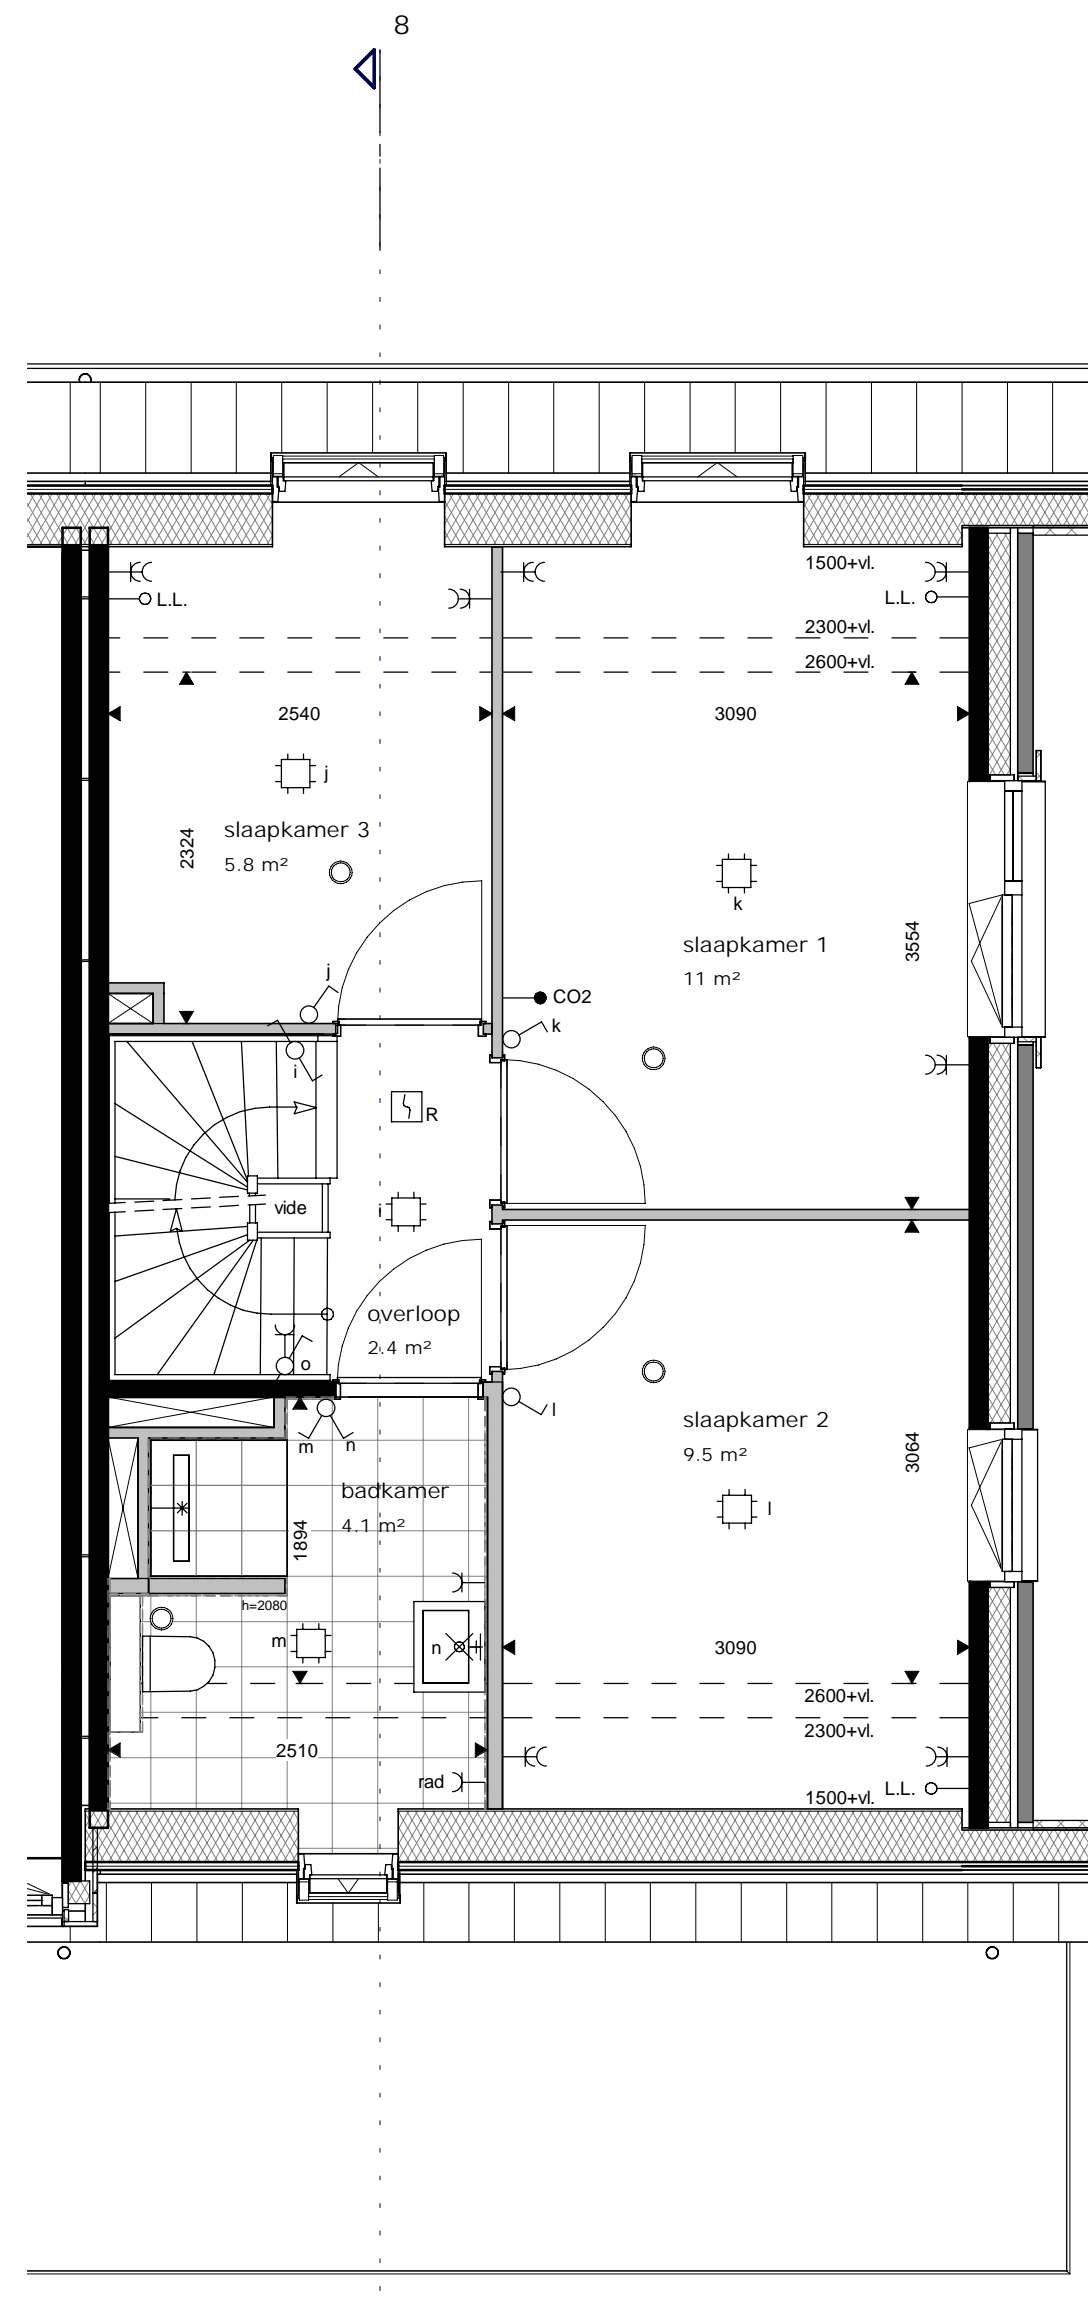 8
1500+vl.
L.L.
L.L.
2300+vl.
2600+vl.
2540
3090
j
slaapkamer 3
5.8 m²
2324
k
slaapkamer 1
11 m²
3554
j
CO2
k
i
R
vide
i
overloop
2.4 m²
o
l
m
n
slaapkamer 2
9.5 m²
3064
badkamer
4.1 m²
1894
l
h=2080
m
n
3090
2600+vl.
2300+vl.
2510
rad
1500+vl.
L.L.